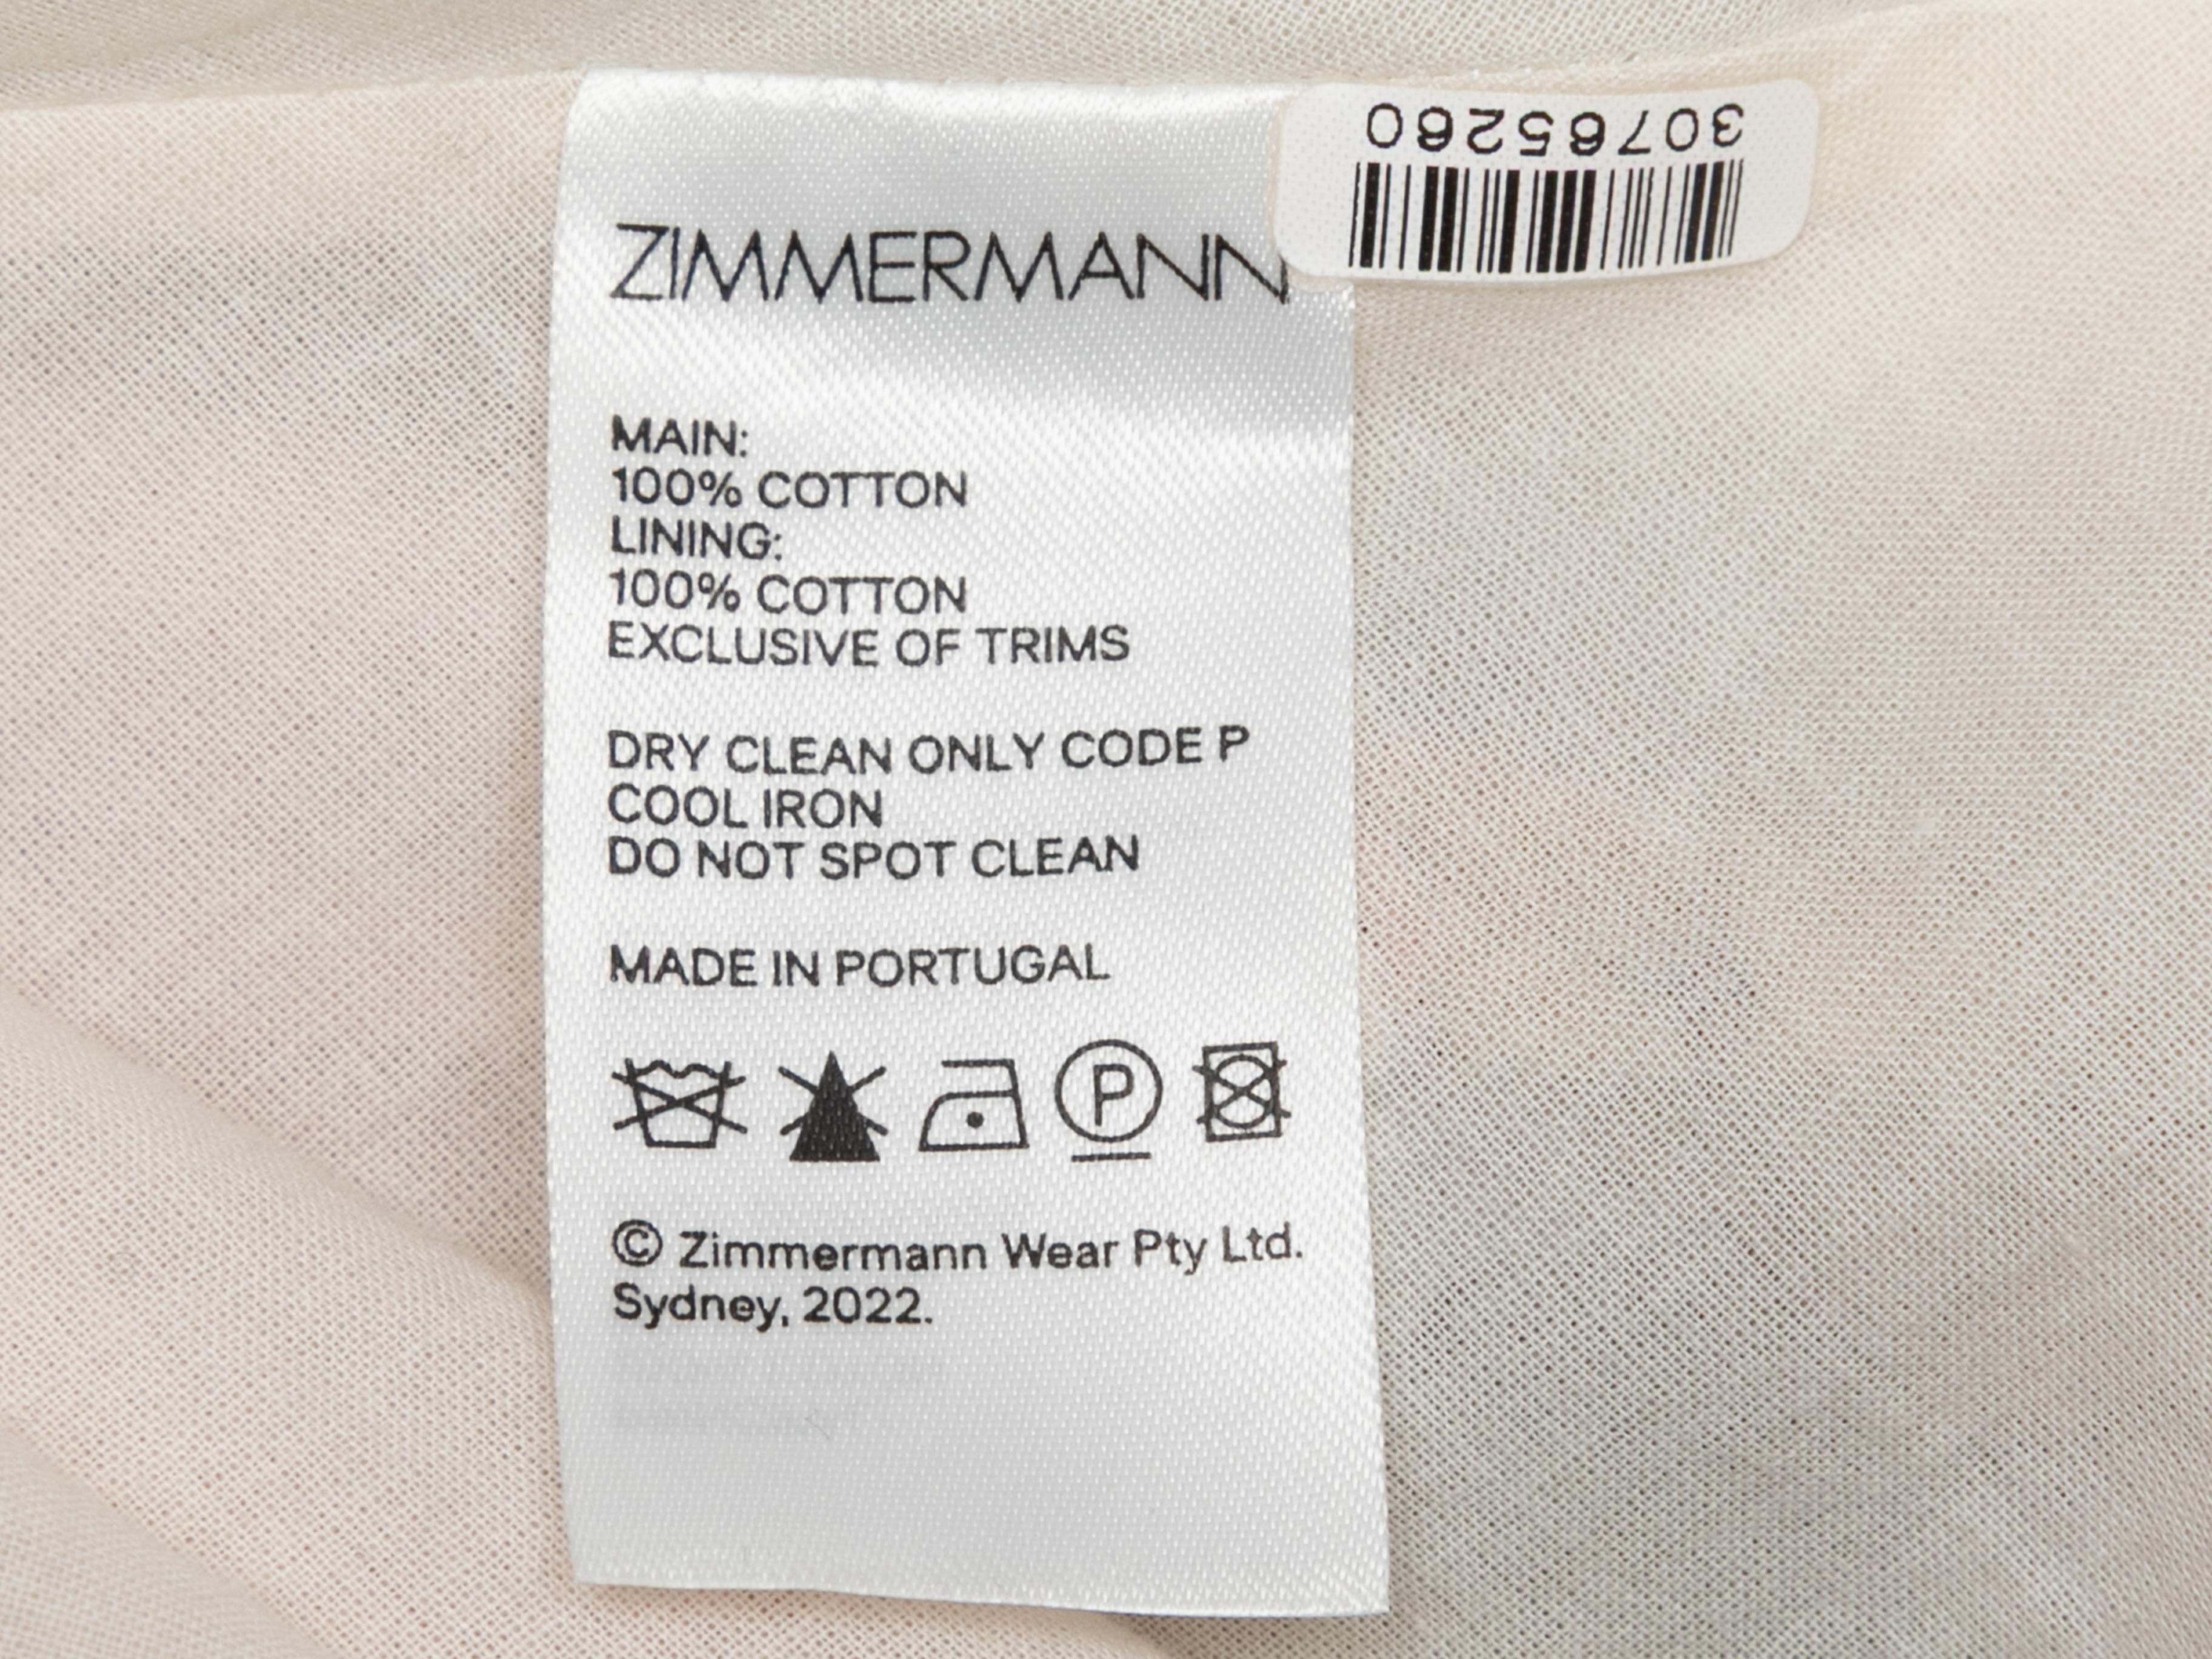 30765260
ZIMMERMANN
MAIN:
100% COTTON
LINING:
100% COTTON
EXCLUSIVE OF TRIMS
DRY CLEAN ONLY CODE P
COOL IRON
DO NOT SPOT CLEAN
MADE IN PORTUGAL
P
© Zimmermann Wear Pty Ltd.
Sydney, 2022.